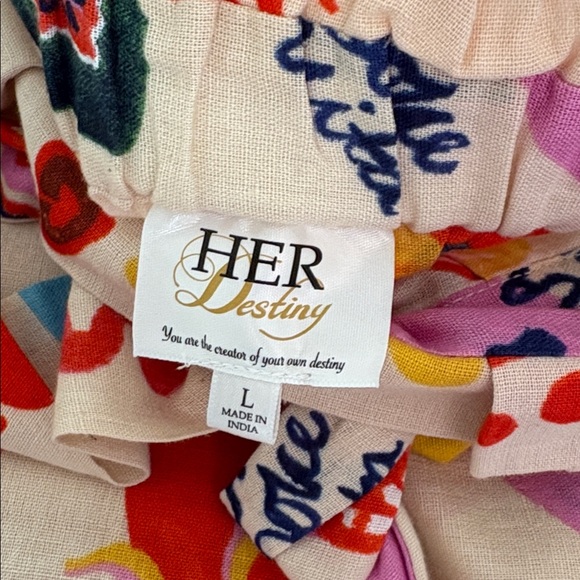 HER
Destiny
You are the creator of your own destiny
L
MADE IN
INDIA